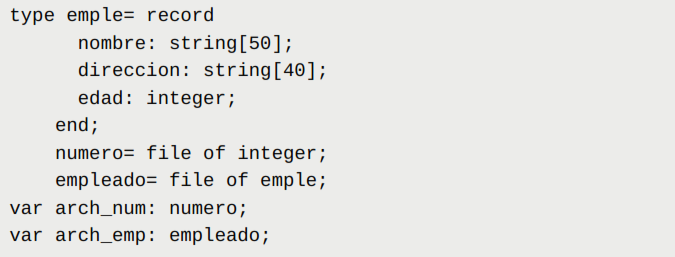 type emple= record
nombre: string[50];
direccion: string[40];
edad: integer;
end;
numero= file of integer;
empleado= file of emple;
var arch_num: numero;
var arch_emp: empleado;